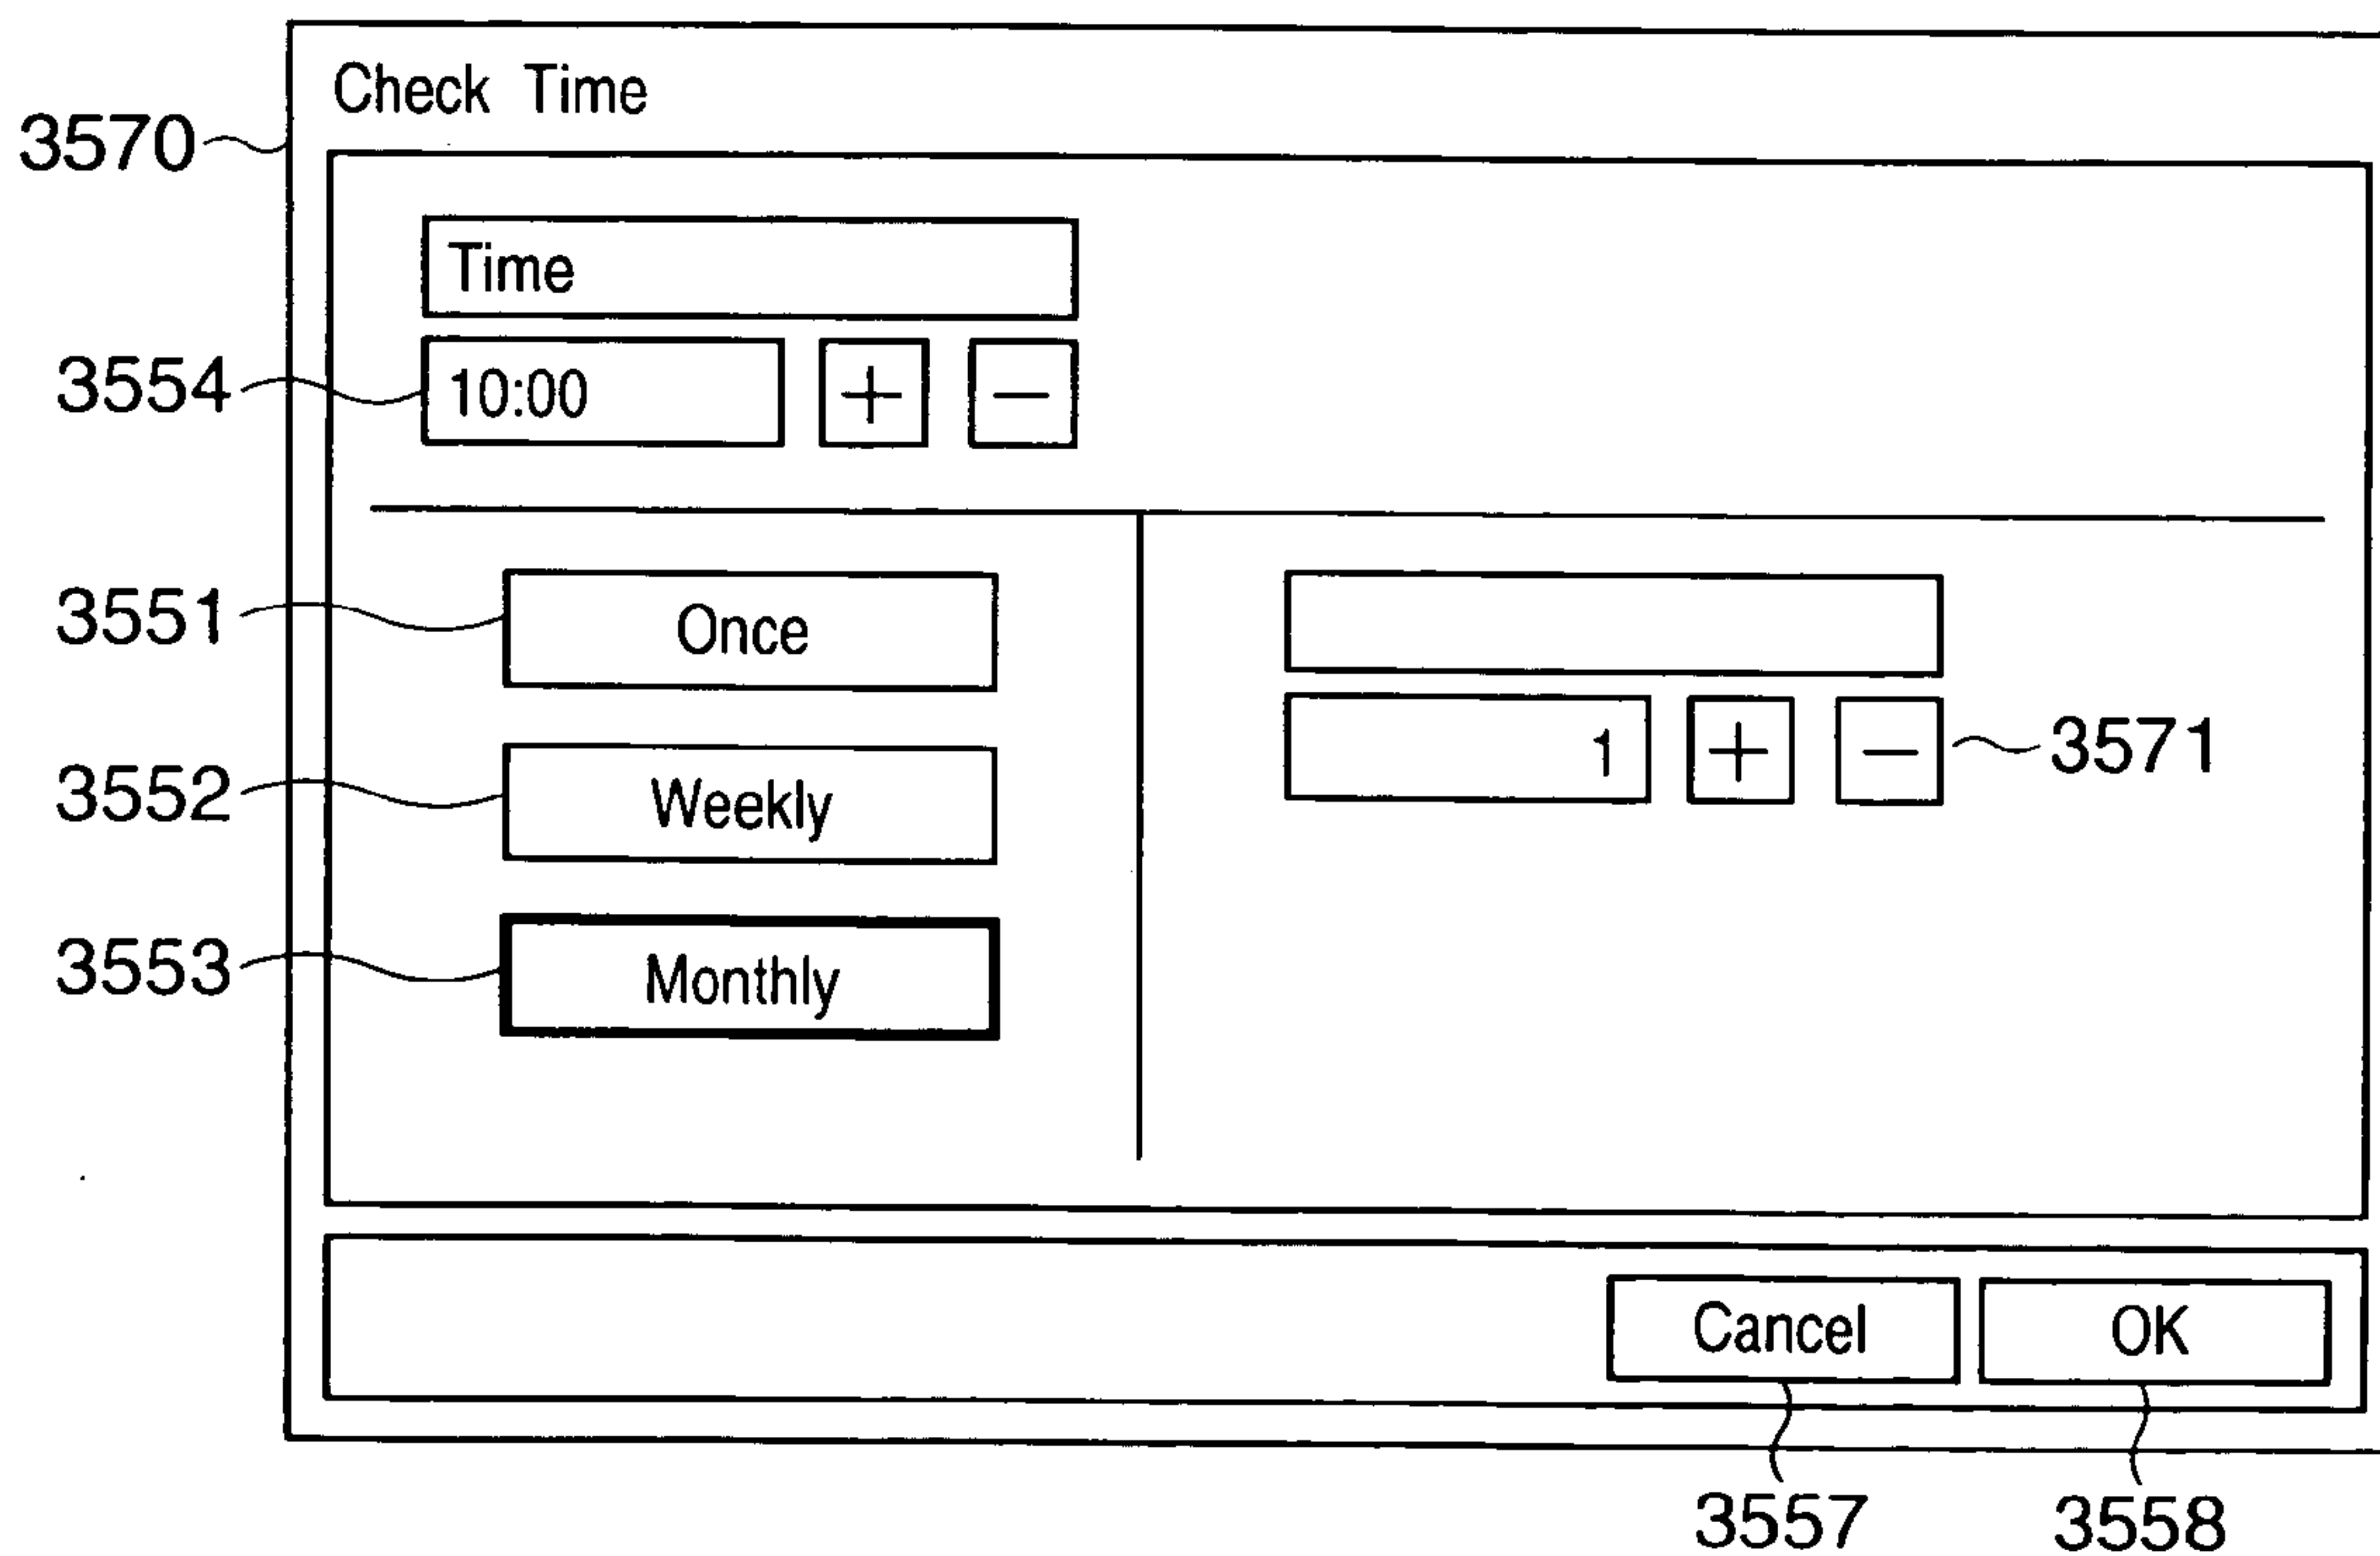 Check Time
3570
Time
3554
10:00
+
−
3551
Once
3552
Weekly
1
+
−
3571
3553
Monthly
Cancel
OK
3557
3558